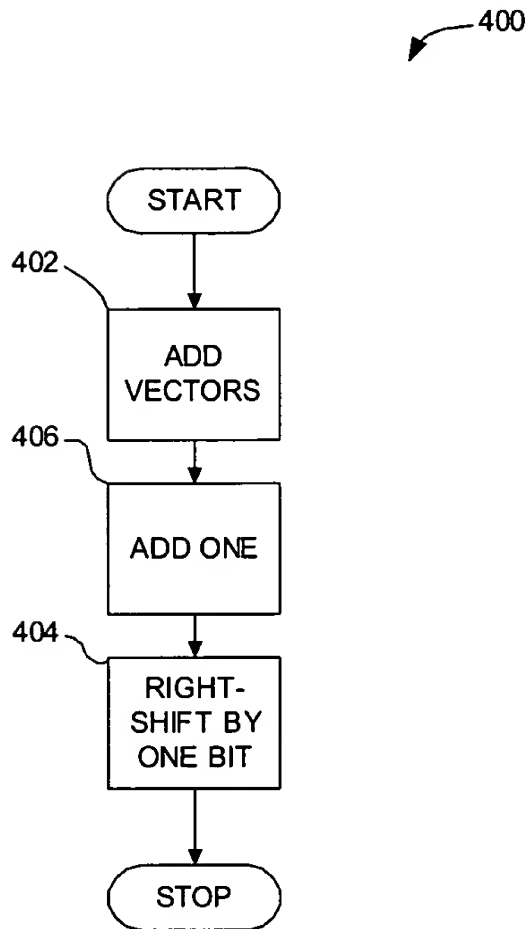 400
START
402
ADD
VECTORS
406
ADD ONE
404
RIGHT-
SHIFT BY
ONE BIT
STOP